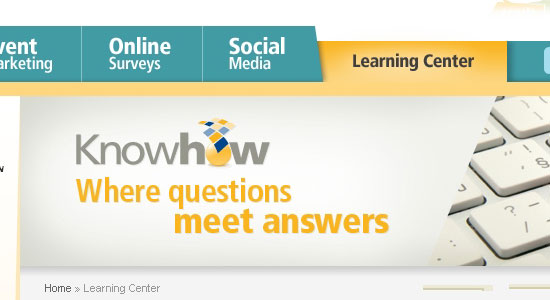 vent Online Social
arketing Surveys Media Learning Center
Knowhow
Where questions
meet answers
Home » Learning Center